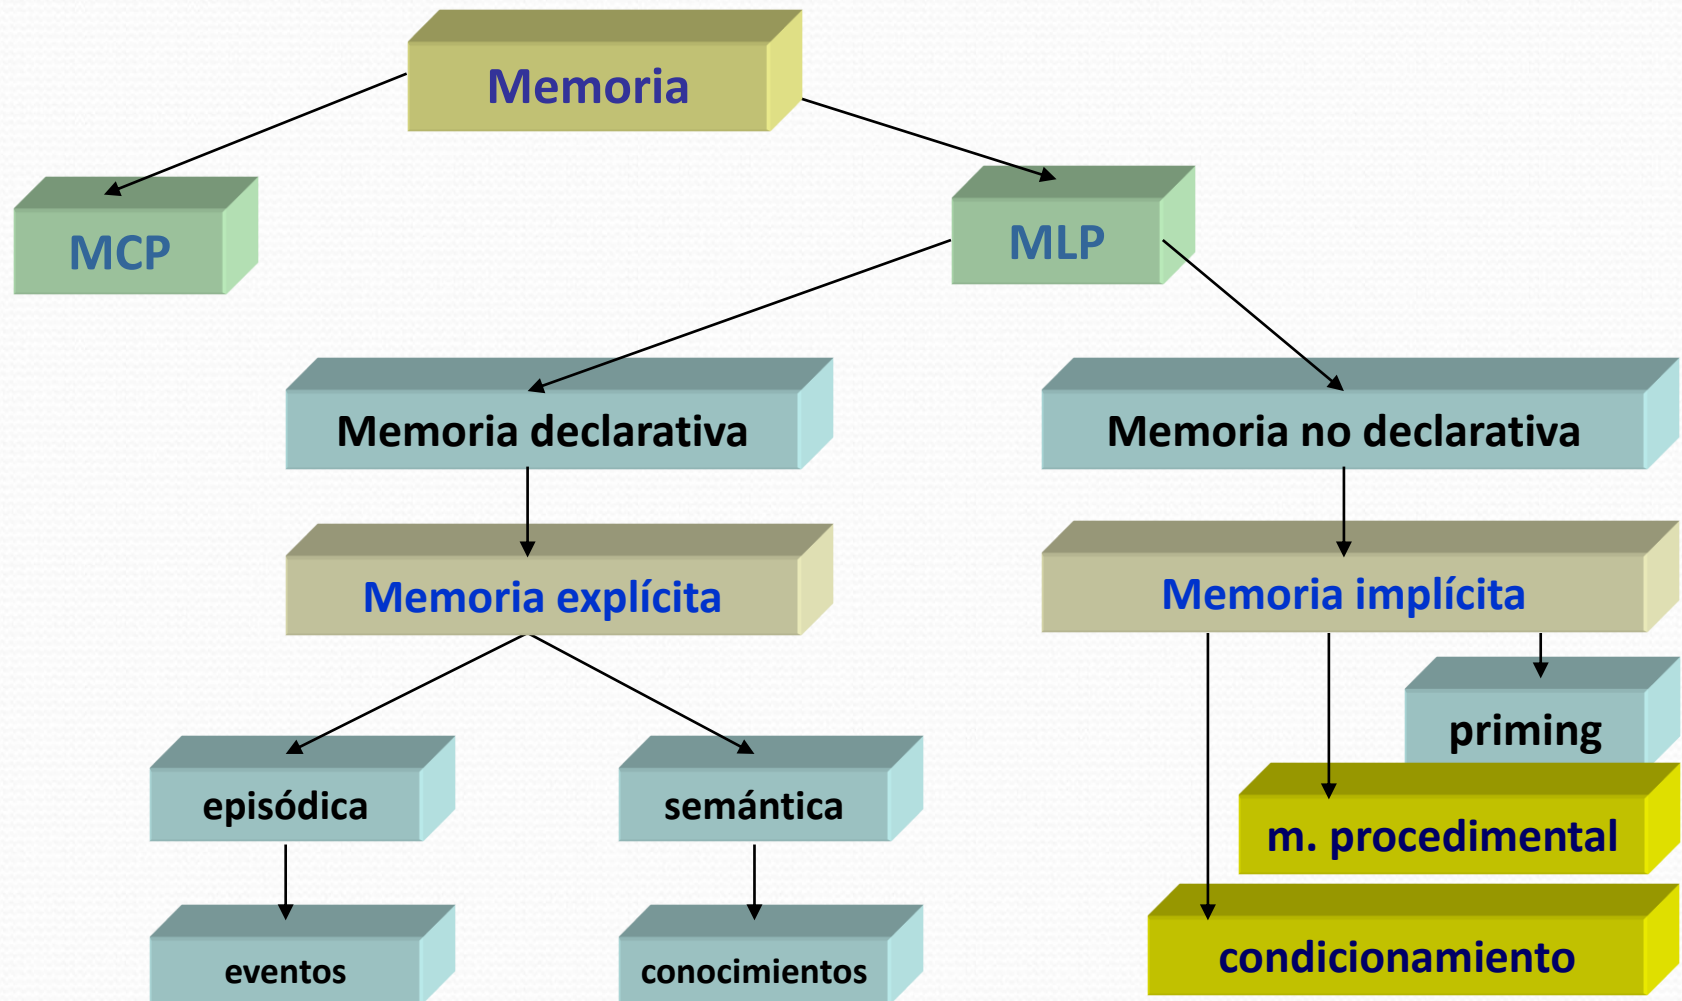 Memoria
MCP
MLP
Memoria declarativa
Memoria no declarativa
Memoria explícita
Memoria implícita
priming
episódica
semántica
m. procedimental
eventos
conocimientos
condicionamiento